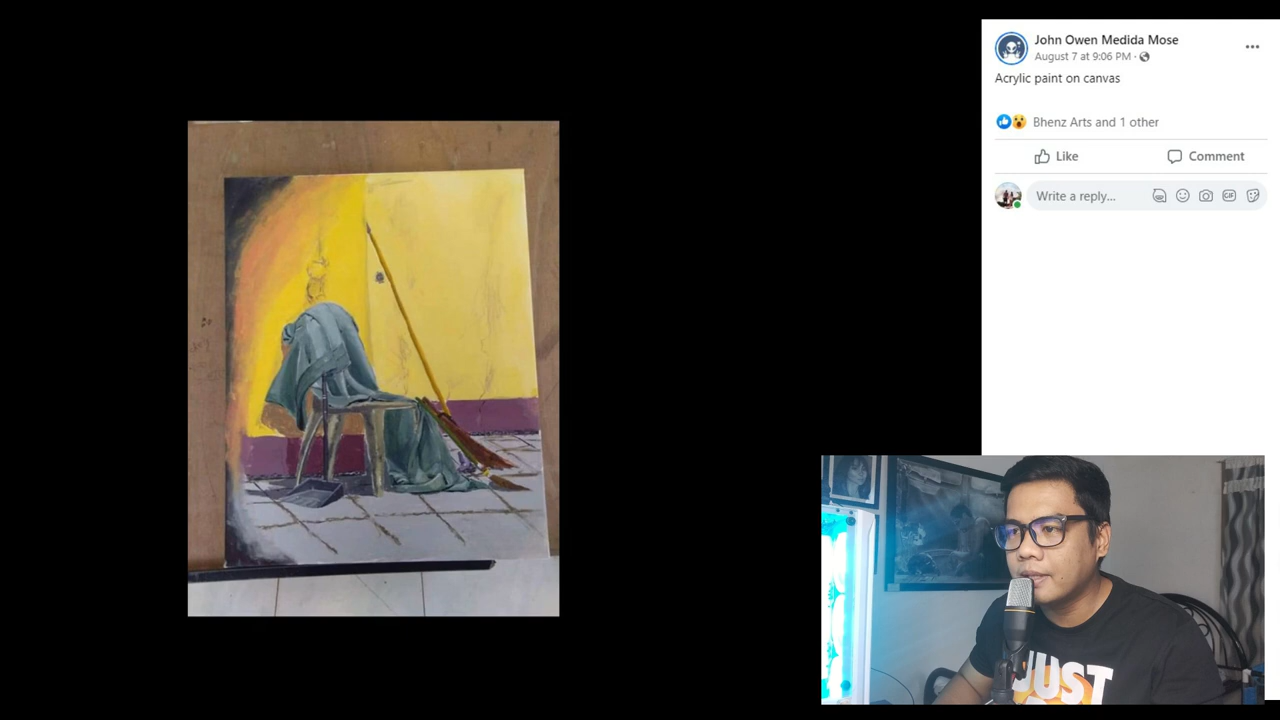 John Owen Medida Mose
August 7 at 9:06 PM ·
Acrylic paint on canvas
Bhenz Arts and 1 other
Like
Comment
Write a reply...
GIF
JUST